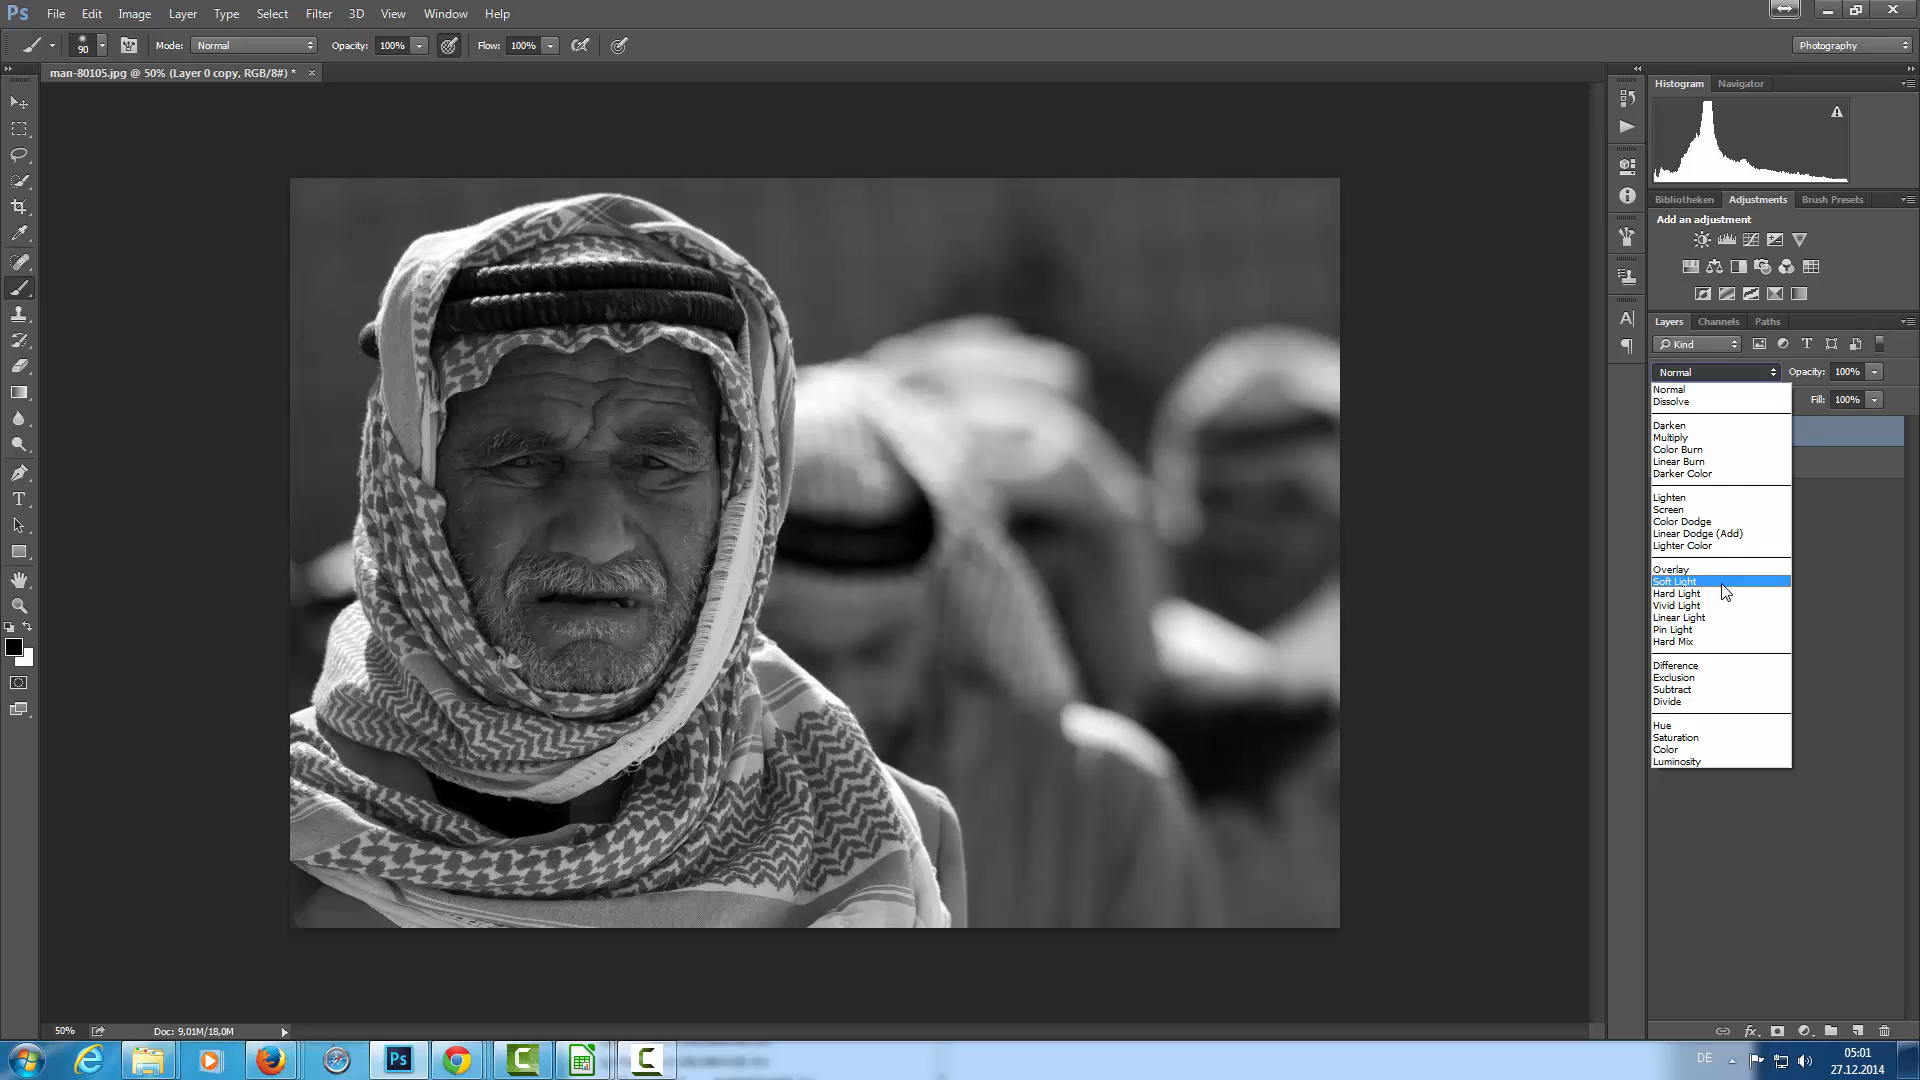 Ps File Edit Image Layer Type Select Filter 3D View Window Help
90 Mode: Normal Opacity: 100% Flow: 100% Photography
man-80105.jpg @ 50% (Layer 0 copy, RGB/8#) *
Histogram Navigator
Bibliotheken Adjustments Brush Presets
Add an adjustment
Layers Channels Paths
Kind
Normal Opacity: 100%
Fill: 100%
Normal
Dissolve
Darken
Multiply
Color Burn
Linear Burn
Darker Color
Lighten
Screen
Color Dodge
Linear Dodge (Add)
Lighter Color
Overlay
Soft Light
Hard Light
Vivid Light
Linear Light
Pin Light
Hard Mix
Difference
Exclusion
Subtract
Divide
Hue
Saturation
Color
Luminosity
50% Doc: 9,01M/18,0M
Ps
DE
05:01
27.12.2014